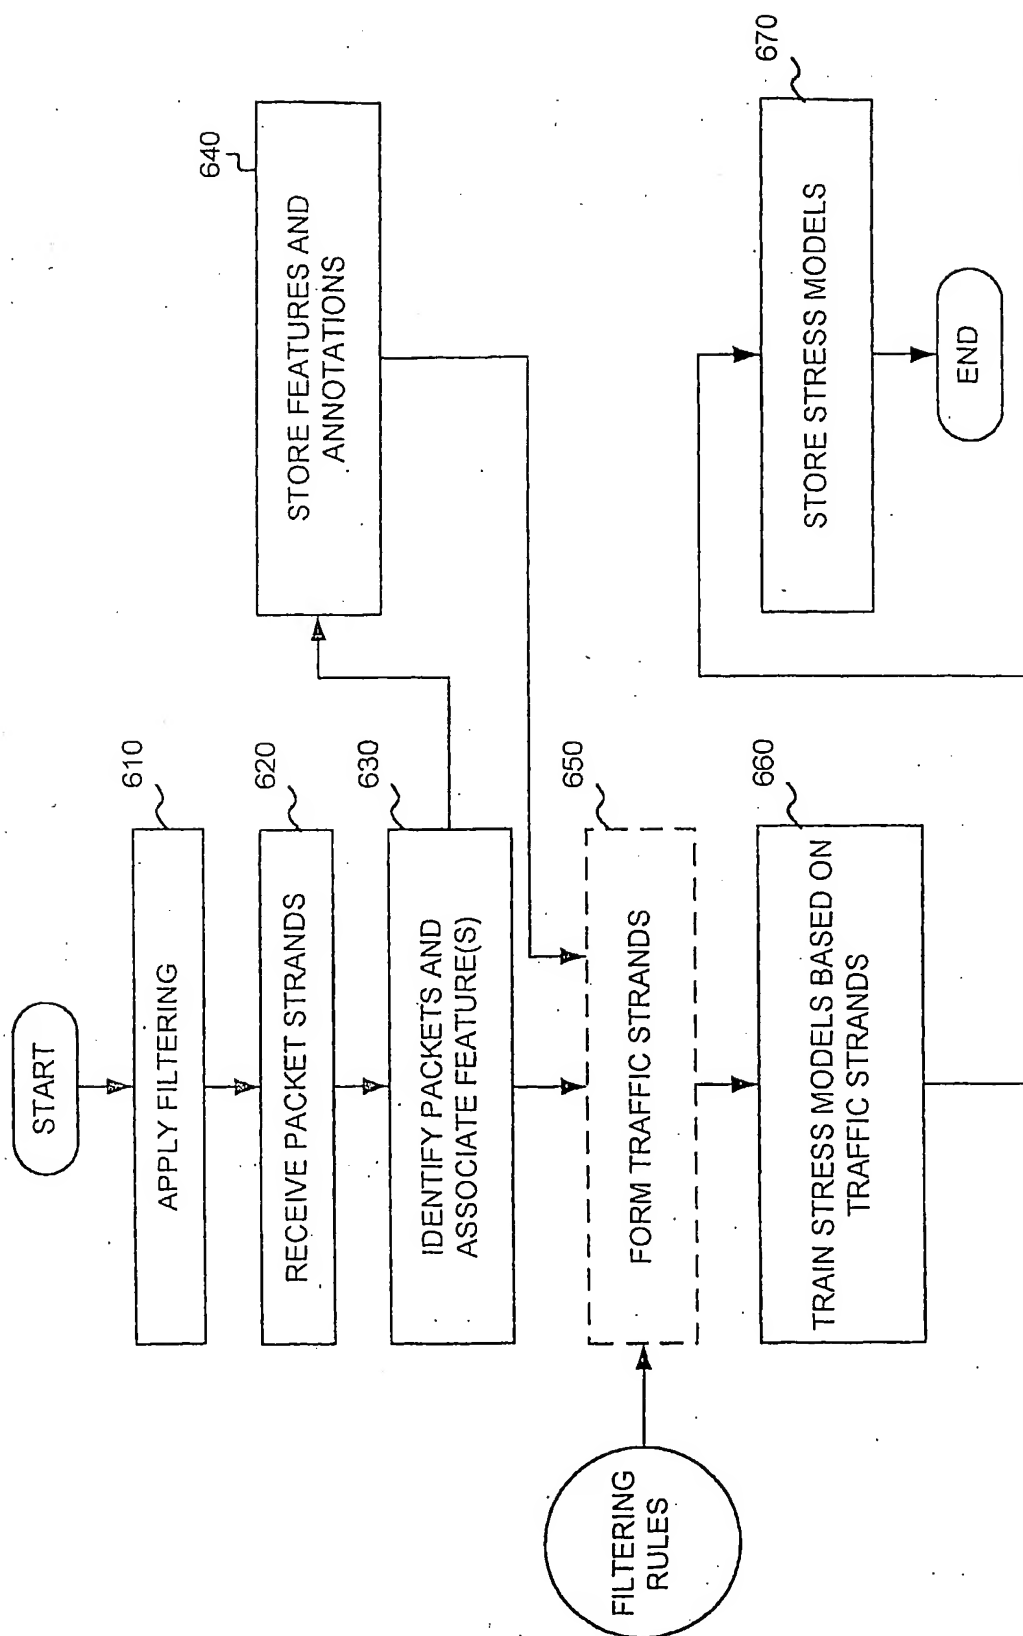 START
610
APPLY FILTERING
620
RECEIVE PACKET STRANDS
630
IDENTIFY PACKETS AND
ASSOCIATE FEATURE(S)
640
STORE FEATURES AND
ANNOTATIONS
FILTERING
RULES
650
FORM TRAFFIC STRANDS
660
TRAIN STRESS MODELS BASED ON
TRAFFIC STRANDS
670
STORE STRESS MODELS
END